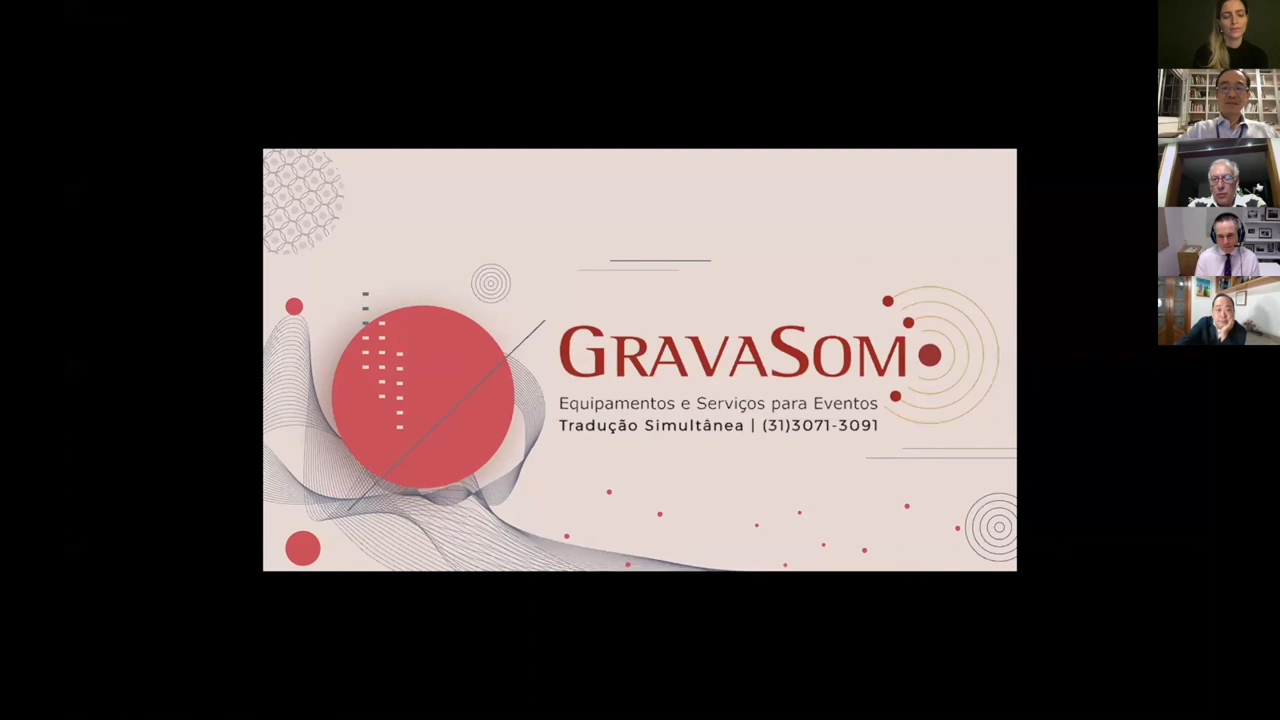 GRAVASOM
Equipamentos e Serviços para Eventos
Tradução Simultânea | (31)3071-3091